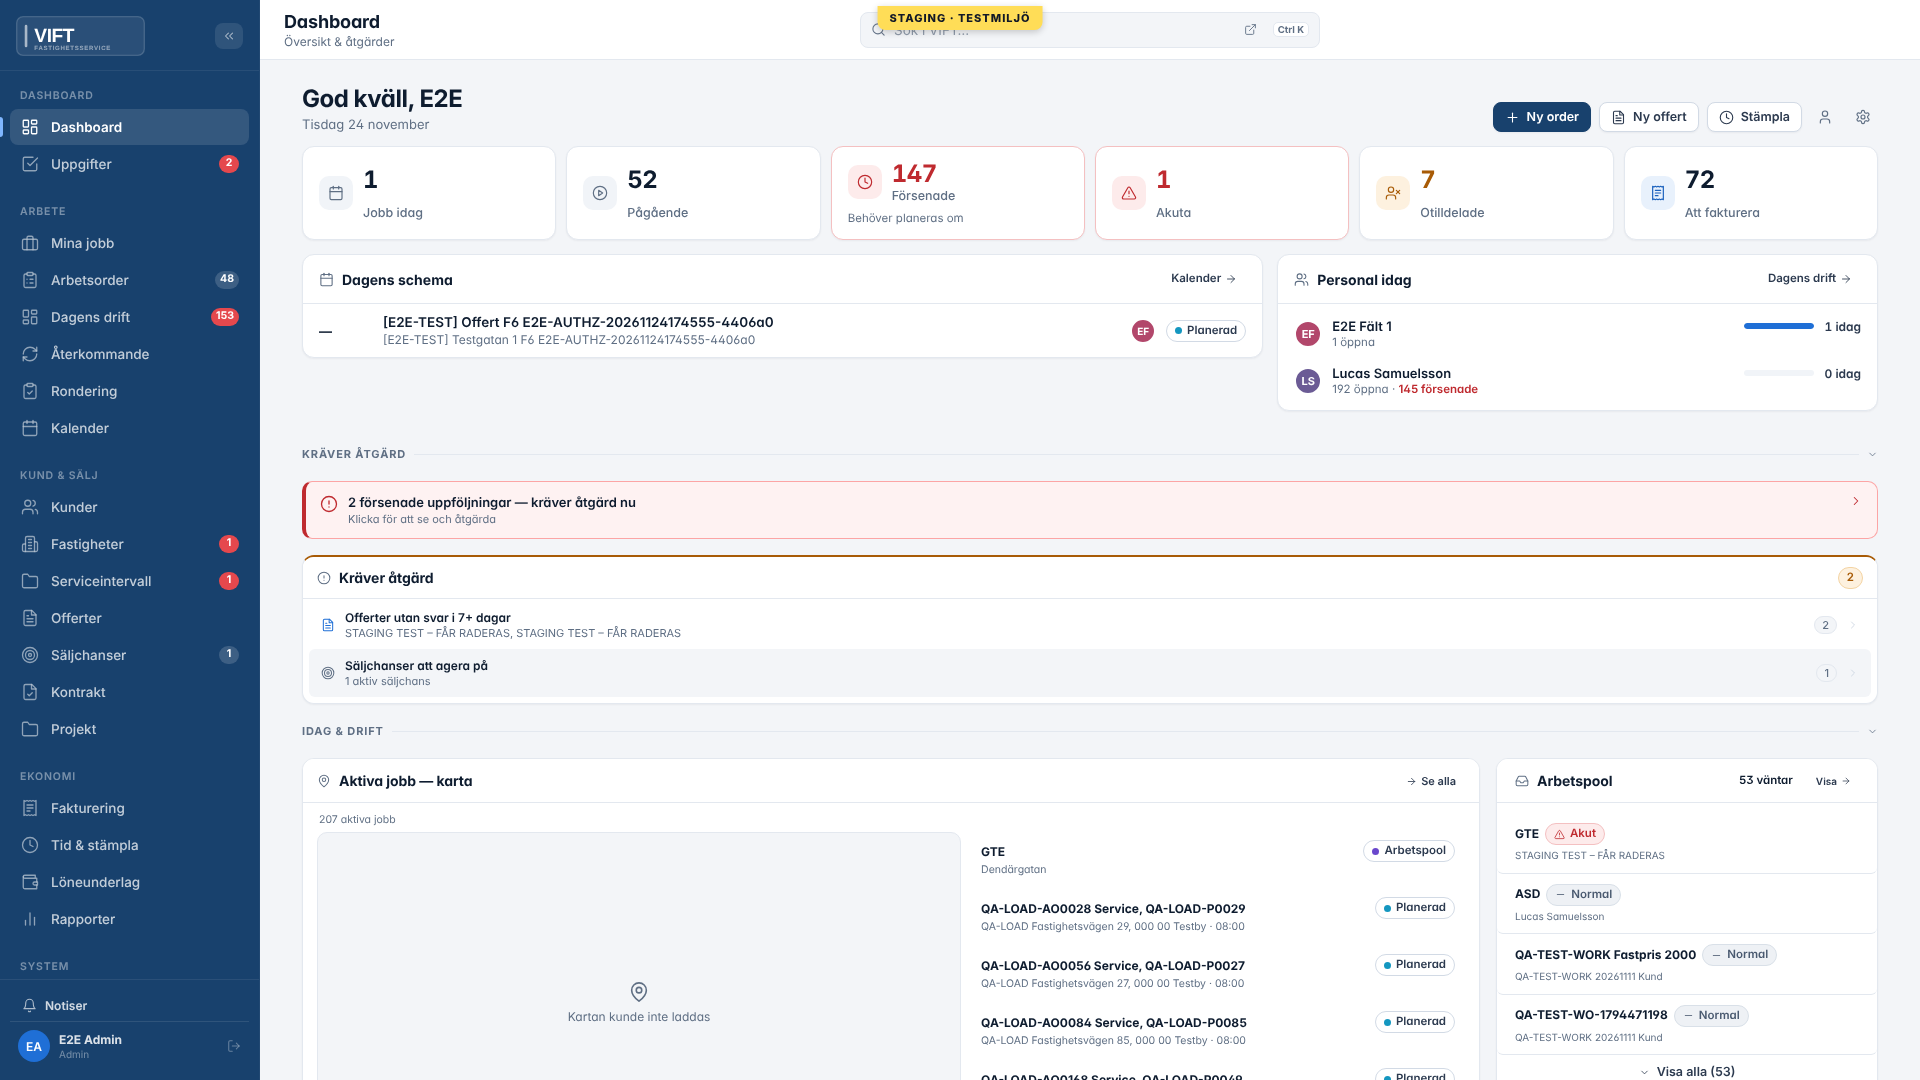 VIFT
FASTIGHETSSERVICE
DASHBOARD
Dashboard
Uppgifter 2
ARBETE
Mina jobb
Arbetsorder 48
Dagens drift 153
Återkommande
Rondering
Kalender
KUND & SÄLJ
Kunder
Fastigheter 1
Serviceintervall 1
Offerter
Säljchanser 1
Kontrakt
Projekt
EKONOMI
Fakturering
Tid & stämpla
Löneunderlag
Rapporter
SYSTEM
Notiser
EA E2E Admin
Admin
Dashboard
Översikt & åtgärder
STAGING · TESTMILJÖ
Sök i VIFT... Ctrl K
God kväll, E2E
Tisdag 24 november
Ny order Ny offert Stämpla
1
Jobb idag
52
Pågående
147
Försenade
Behöver planeras om
1
Akuta
7
Otilldelade
72
Att fakturera
Dagens schema Kalender →
— [E2E-TEST] Offert F6 E2E-AUTHZ-20261124174555-4406a0 EF Planerad
[E2E-TEST] Testgatan 1 F6 E2E-AUTHZ-20261124174555-4406a0
Personal idag Dagens drift →
EF E2E Fält 1 1 idag
1 öppna
LS Lucas Samuelsson 0 idag
192 öppna · 145 försenade
KRÄVER ÅTGÄRD
2 försenade uppföljningar — kräver åtgärd nu
Klicka för att se och åtgärda
Kräver åtgärd 2
Offerter utan svar i 7+ dagar 2
STAGING TEST – FÅR RADERAS, STAGING TEST – FÅR RADERAS
Säljchanser att agera på 1
1 aktiv säljchans
IDAG & DRIFT
Aktiva jobb — karta → Se alla
207 aktiva jobb
Kartan kunde inte laddas
GTE Arbetspool
Dendärgatan
QA-LOAD-AO0028 Service, QA-LOAD-P0029 Planerad
QA-LOAD Fastighetsvägen 29, 000 00 Testby · 08:00
QA-LOAD-AO0056 Service, QA-LOAD-P0027 Planerad
QA-LOAD Fastighetsvägen 27, 000 00 Testby · 08:00
QA-LOAD-AO0084 Service, QA-LOAD-P0085 Planerad
QA-LOAD Fastighetsvägen 85, 000 00 Testby · 08:00
QA-LOAD-AO0168 Service, QA-LOAD-P0049 Planerad
Arbetspool 53 väntar Visa →
GTE Akut
STAGING TEST – FÅR RADERAS
ASD Normal
Lucas Samuelsson
QA-TEST-WORK Fastpris 2000 Normal
QA-TEST-WORK 20261111 Kund
QA-TEST-WO-1794471198 Normal
QA-TEST-WORK 20261111 Kund
Visa alla (53)